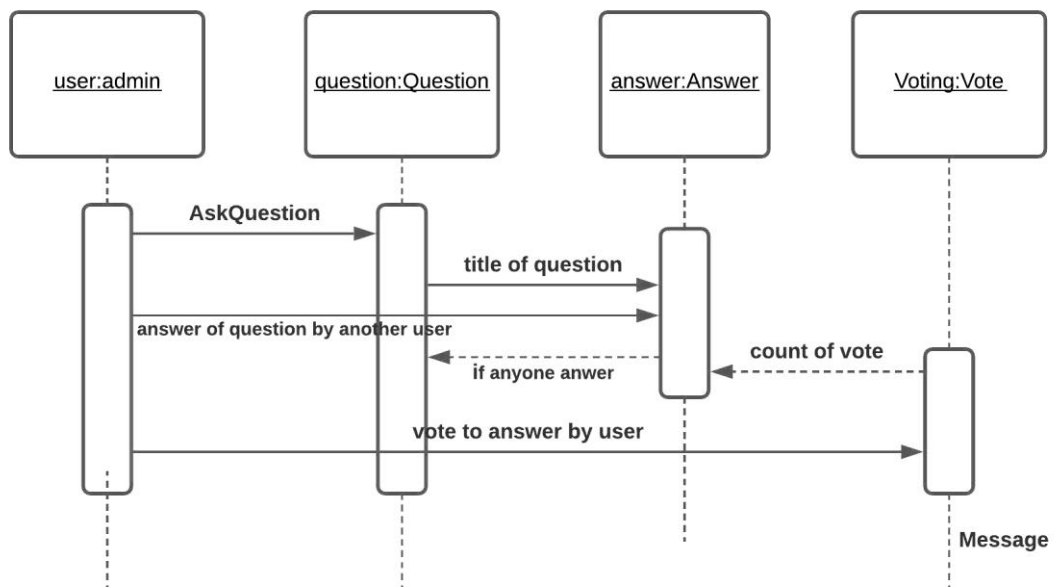 user:admin
question:Question
answer:Answer
Voting:Vote
AskQuestion
title of question
answer of question by another user
if anyone anwer
count of vote
vote to answer by user
Message